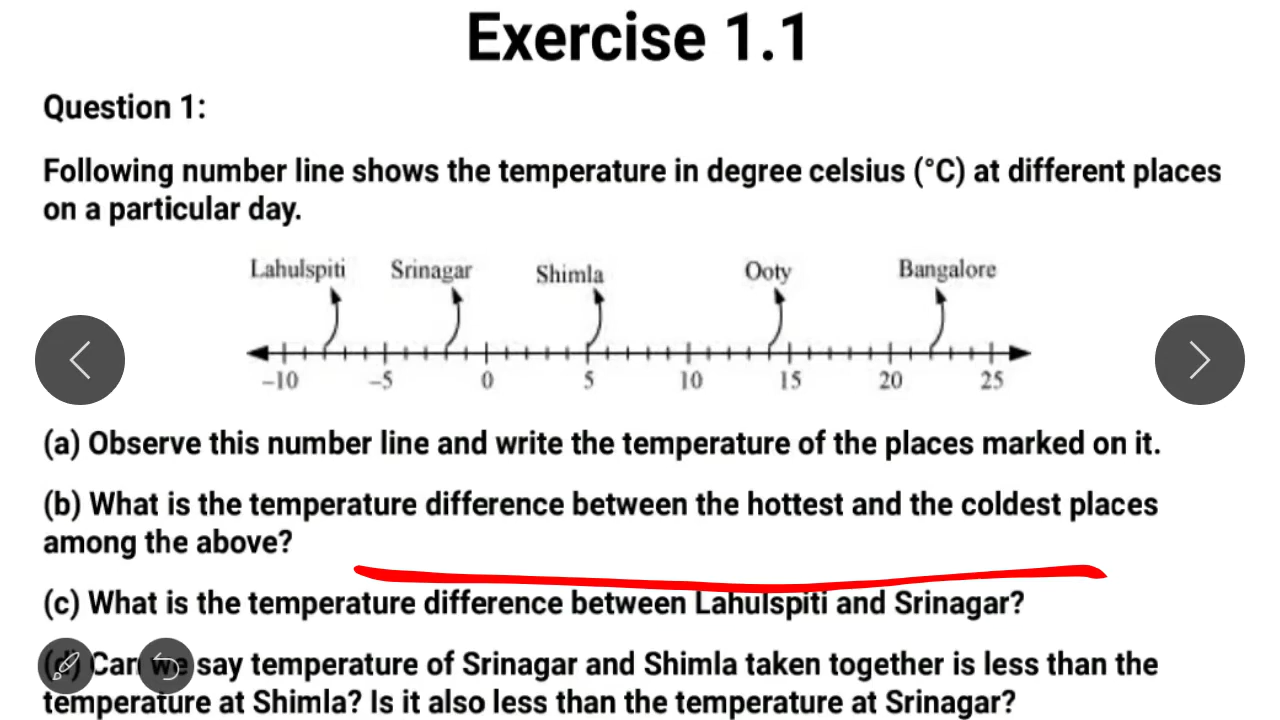 Exercise 1.1
Question 1:
Following number line shows the temperature in degree celsius (°C) at different places
on a particular day.
Lahulspiti Srinagar Shimla Ooty Bangalore
–10 –5 0 5 10 15 20 25
(a) Observe this number line and write the temperature of the places marked on it.
(b) What is the temperature difference between the hottest and the coldest places
among the above?
(c) What is the temperature difference between Lahulspiti and Srinagar?
(d) Can we say temperature of Srinagar and Shimla taken together is less than the
temperature at Shimla? Is it also less than the temperature at Srinagar?